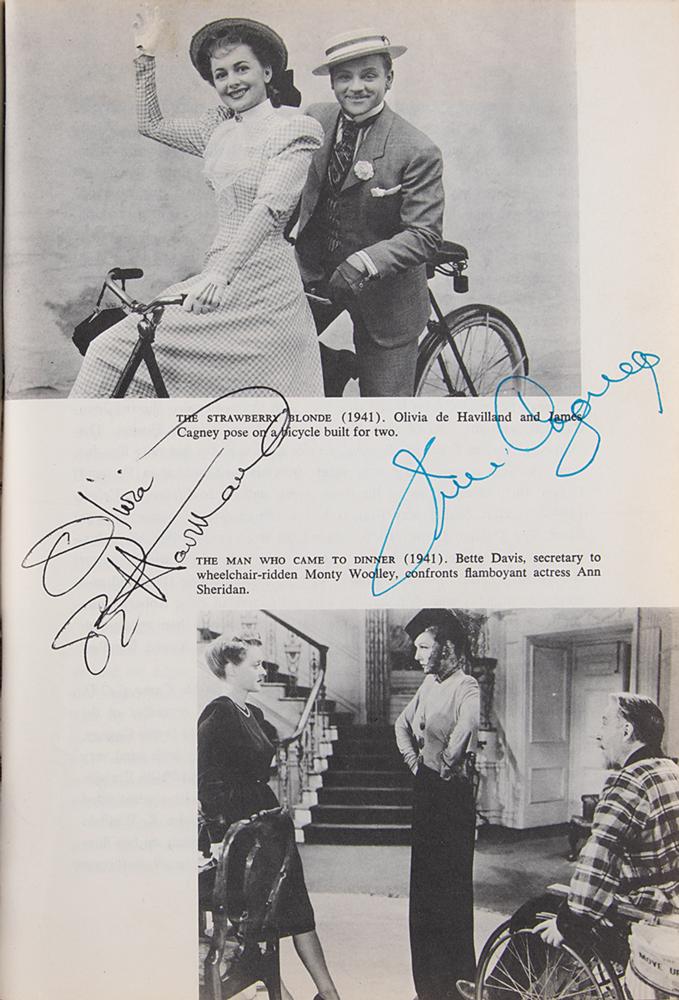 THE STRAWBERRY BLONDE (1941). Olivia de Havilland and James
Cagney pose on a bicycle built for two.
Olivia
de Havilland
Jim Cagney
THE MAN WHO CAME TO DINNER (1941). Bette Davis, secretary to
wheelchair-ridden Monty Woolley, confronts flamboyant actress Ann
Sheridan.
MOVE UP